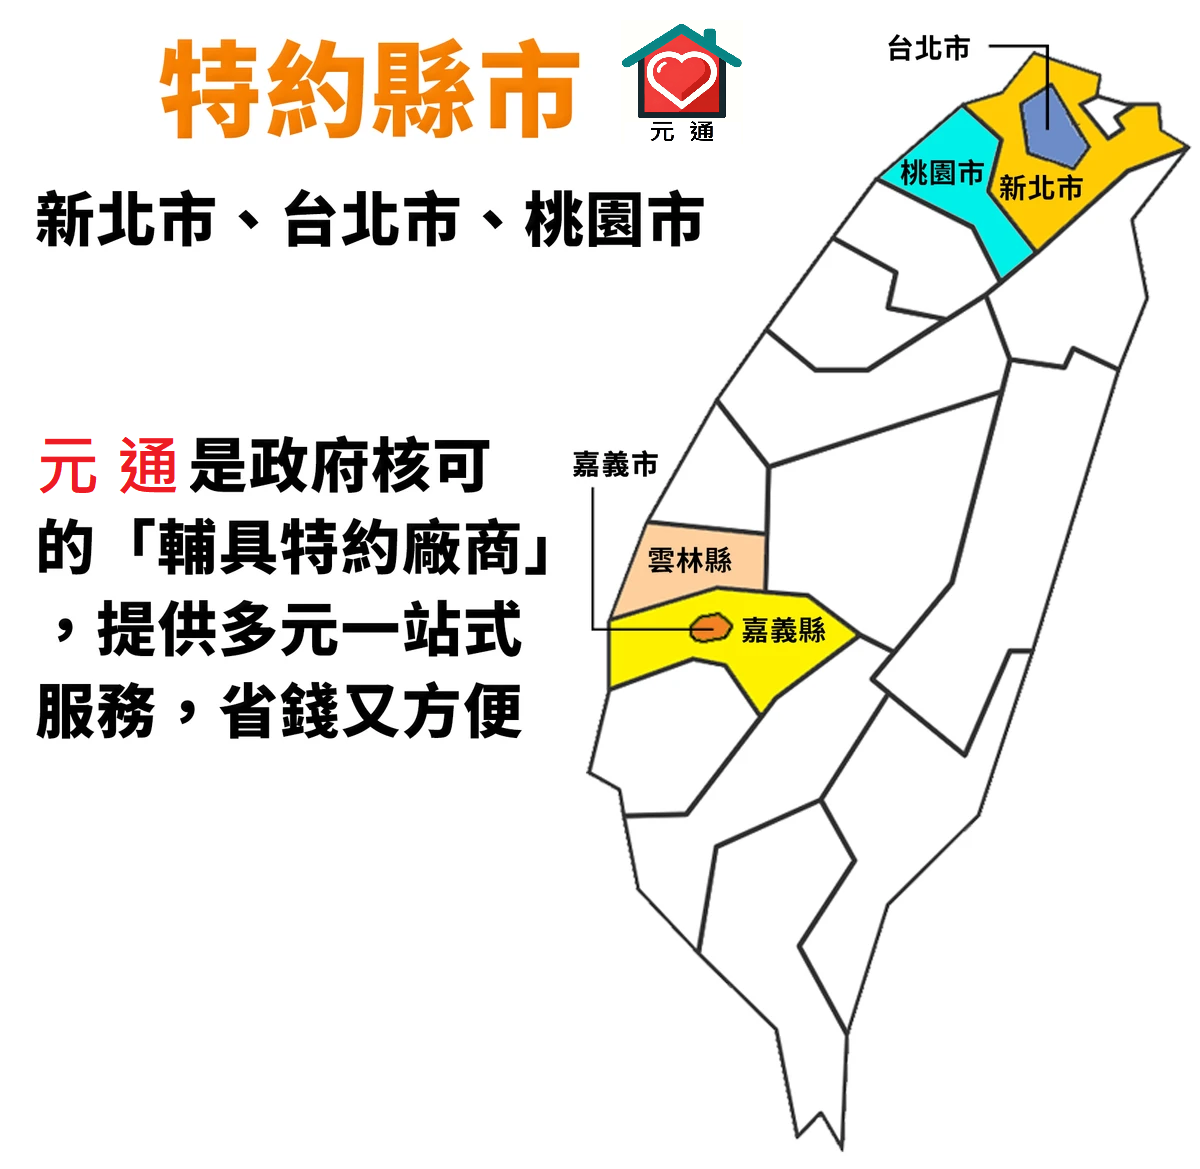 特約縣市
元 通
台北市
桃園市
新北市
新北市、台北市、桃園市
元 通是政府核可
的「輔具特約廠商」
，提供多元一站式
服務，省錢又方便
嘉義市
雲林縣
嘉義縣